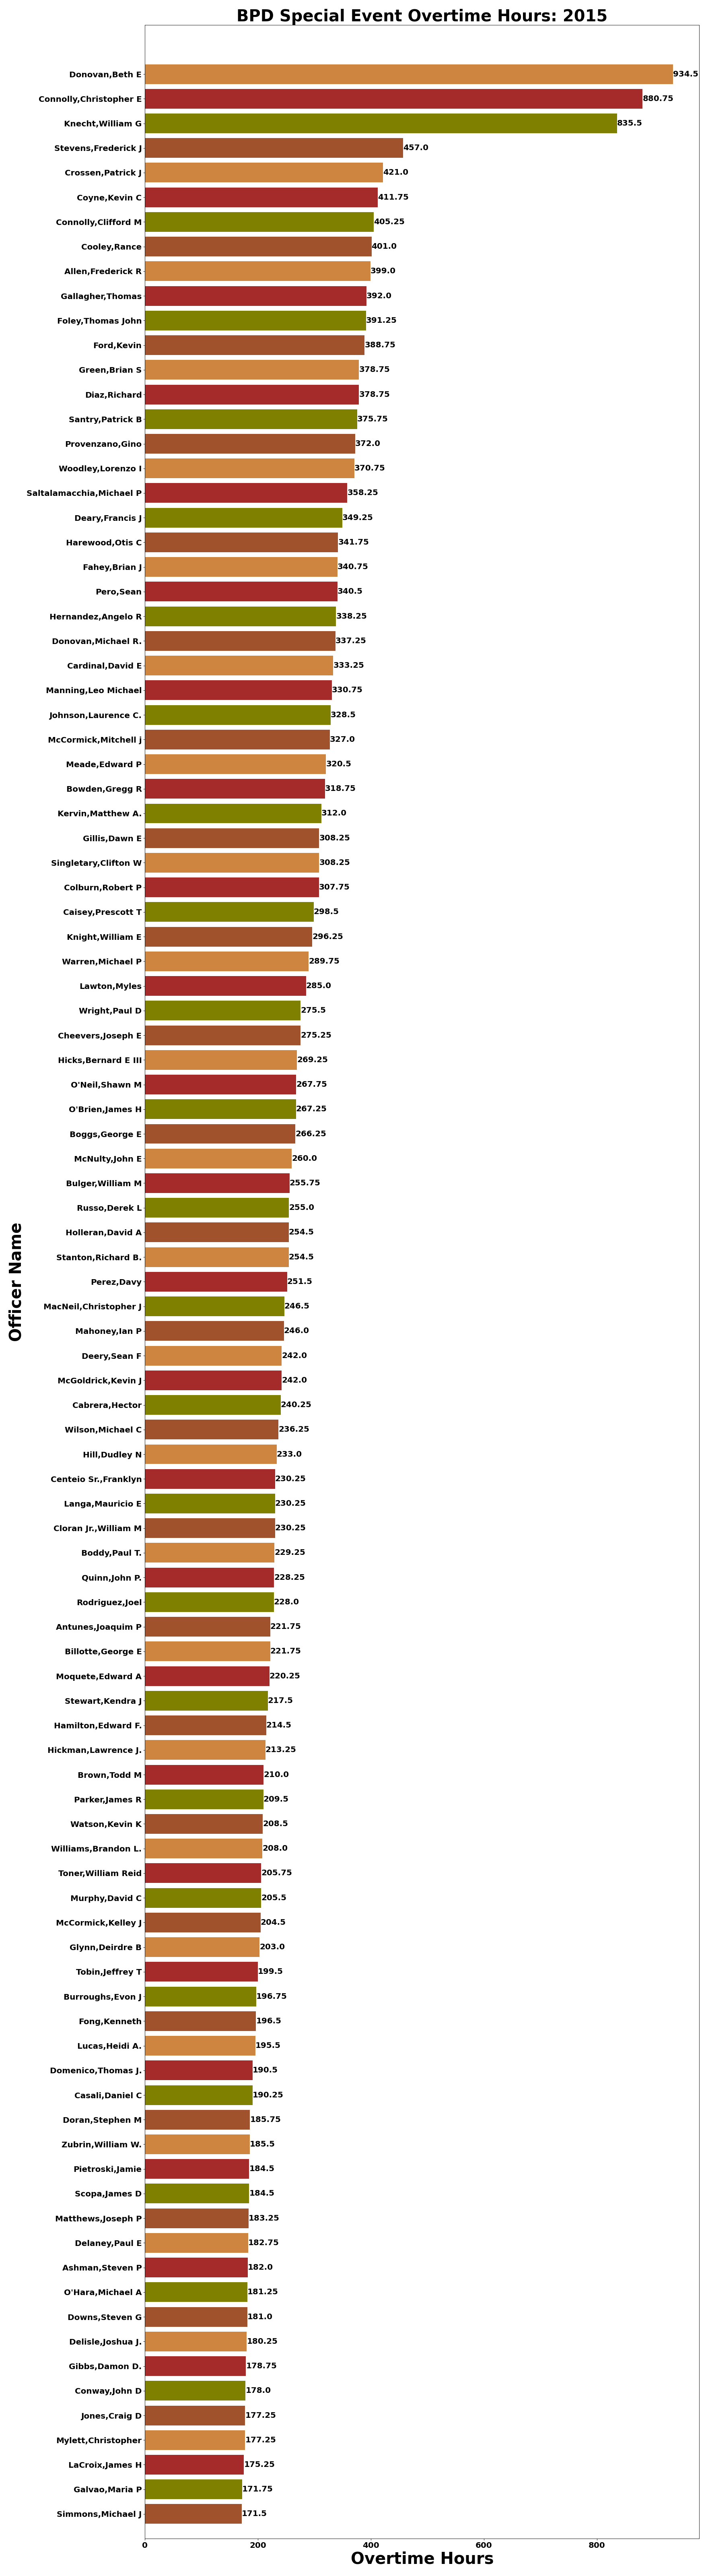 BPD Special Event Overtime Hours: 2015
Donovan,Beth E 934.5
Connolly,Christopher E 880.75
Knecht,William G 835.5
Stevens,Frederick J 457.0
Crossen,Patrick J 421.0
Coyne,Kevin C 411.75
Connolly,Clifford M 405.25
Cooley,Rance 401.0
Allen,Frederick R 399.0
Gallagher,Thomas 392.0
Foley,Thomas John 391.25
Ford,Kevin 388.75
Green,Brian S 378.75
Diaz,Richard 378.75
Santry,Patrick B 375.75
Provenzano,Gino 372.0
Woodley,Lorenzo I 370.75
Saltalamacchia,Michael P 358.25
Deary,Francis J 349.25
Harewood,Otis C 341.75
Fahey,Brian J 340.75
Pero,Sean 340.5
Hernandez,Angelo R 338.25
Donovan,Michael R. 337.25
Cardinal,David E 333.25
Manning,Leo Michael 330.75
Johnson,Laurence C. 328.5
McCormick,Mitchell j 327.0
Meade,Edward P 320.5
Bowden,Gregg R 318.75
Kervin,Matthew A. 312.0
Gillis,Dawn E 308.25
Singletary,Clifton W 308.25
Colburn,Robert P 307.75
Caisey,Prescott T 298.5
Knight,William E 296.25
Warren,Michael P 289.75
Lawton,Myles 285.0
Wright,Paul D 275.5
Cheevers,Joseph E 275.25
Hicks,Bernard E III 269.25
O'Neil,Shawn M 267.75
O'Brien,James H 267.25
Boggs,George E 266.25
McNulty,John E 260.0
Bulger,William M 255.75
Russo,Derek L 255.0
Holleran,David A 254.5
Stanton,Richard B. 254.5
Perez,Davy 251.5
MacNeil,Christopher J 246.5
Mahoney,Ian P 246.0
Deery,Sean F 242.0
McGoldrick,Kevin J 242.0
Cabrera,Hector 240.25
Wilson,Michael C 236.25
Hill,Dudley N 233.0
Centeio Sr.,Franklyn 230.25
Langa,Mauricio E 230.25
Cloran Jr.,William M 230.25
Boddy,Paul T. 229.25
Quinn,John P. 228.25
Rodriguez,Joel 228.0
Antunes,Joaquim P 221.75
Billotte,George E 221.75
Moquete,Edward A 220.25
Stewart,Kendra J 217.5
Hamilton,Edward F. 214.5
Hickman,Lawrence J. 213.25
Brown,Todd M 210.0
Parker,James R 209.5
Watson,Kevin K 208.5
Williams,Brandon L. 208.0
Toner,William Reid 205.75
Murphy,David C 205.5
McCormick,Kelley J 204.5
Glynn,Deirdre B 203.0
Tobin,Jeffrey T 199.5
Burroughs,Evon J 196.75
Fong,Kenneth 196.5
Lucas,Heidi A. 195.5
Domenico,Thomas J. 190.5
Casali,Daniel C 190.25
Doran,Stephen M 185.75
Zubrin,William W. 185.5
Pietroski,Jamie 184.5
Scopa,James D 184.5
Matthews,Joseph P 183.25
Delaney,Paul E 182.75
Ashman,Steven P 182.0
O'Hara,Michael A 181.25
Downs,Steven G 181.0
Delisle,Joshua J. 180.25
Gibbs,Damon D. 178.75
Conway,John D 178.0
Jones,Craig D 177.25
Mylett,Christopher 177.25
LaCroix,James H 175.25
Galvao,Maria P 171.75
Simmons,Michael J 171.5
0 200 400 600 800
Overtime Hours
Officer Name